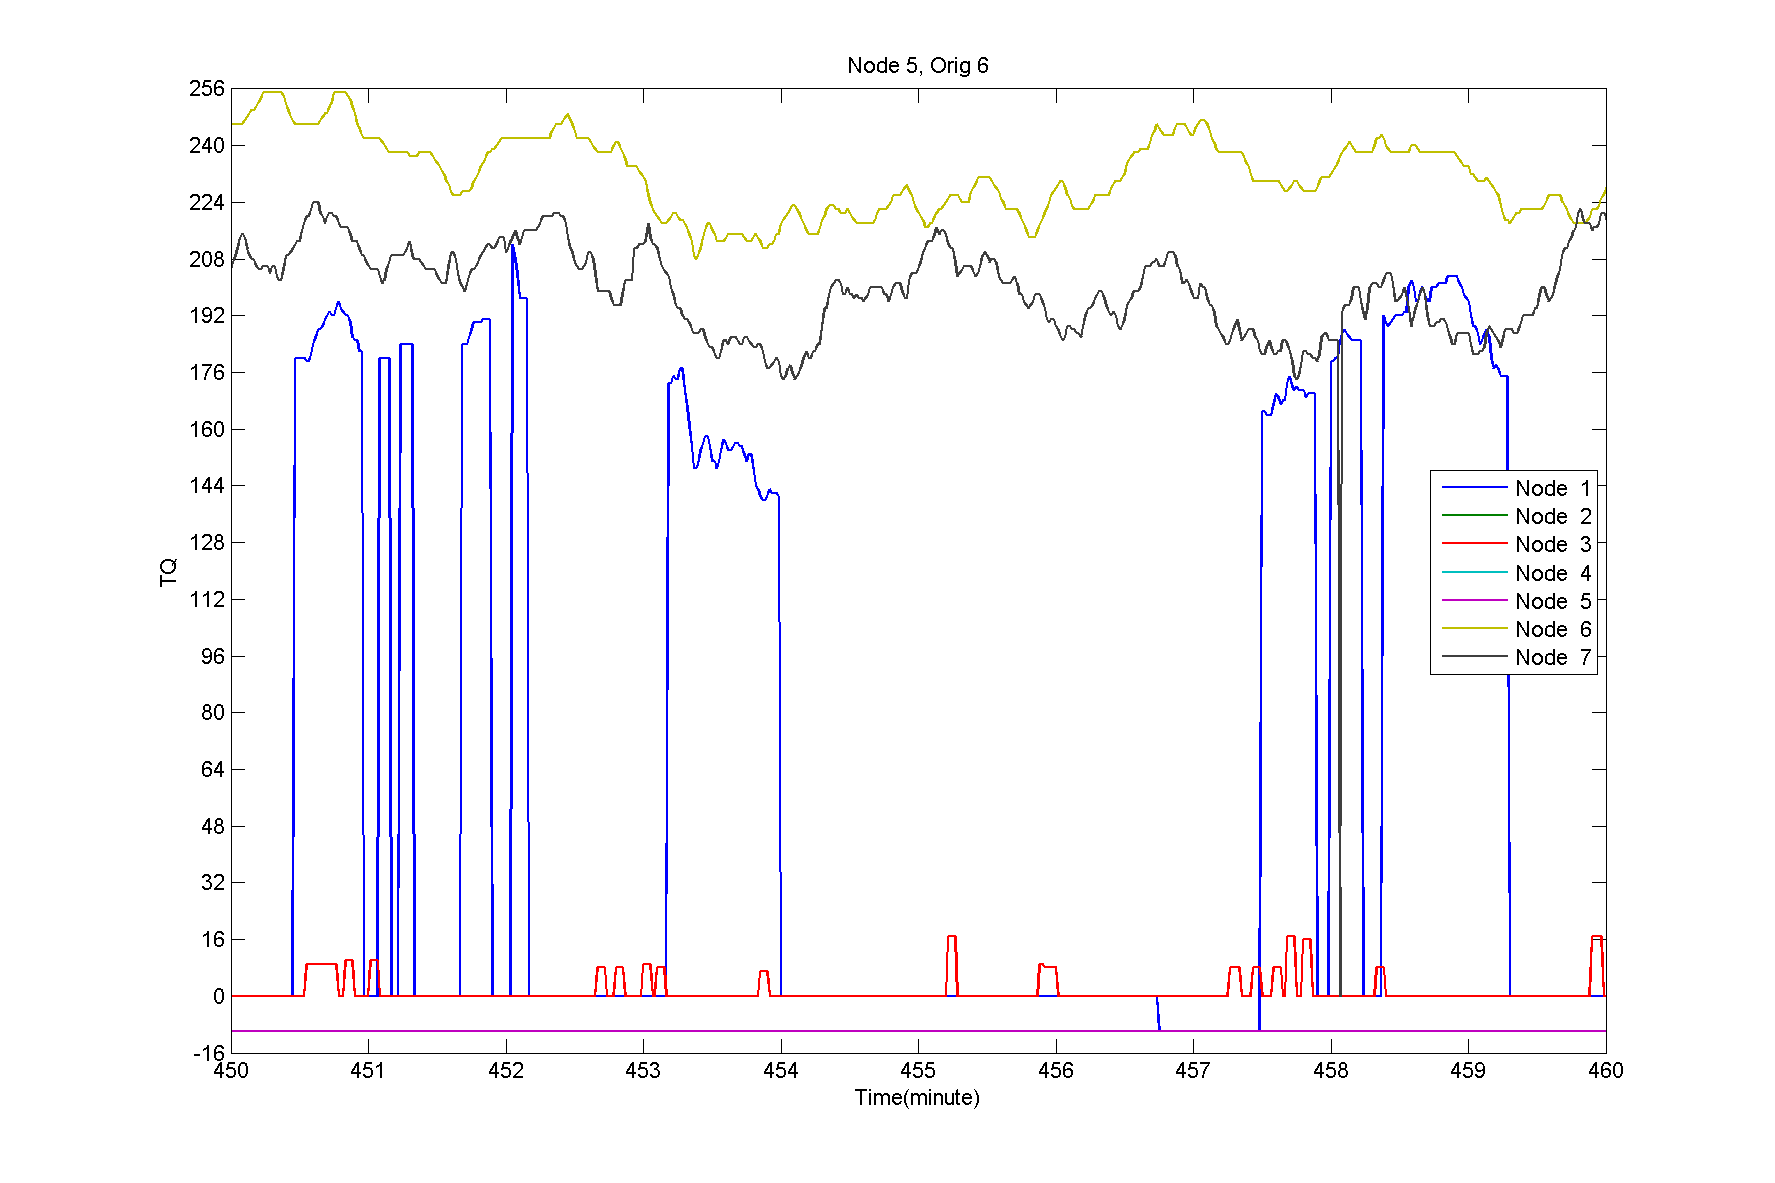 Node 5, Orig 6
256
240
224
208
192
176
160
144
128
112
96
80
64
48
32
16
0
-16
TQ
Node 1
Node 2
Node 3
Node 4
Node 5
Node 6
Node 7
450 451 452 453 454 455 456 457 458 459 460
Time(minute)